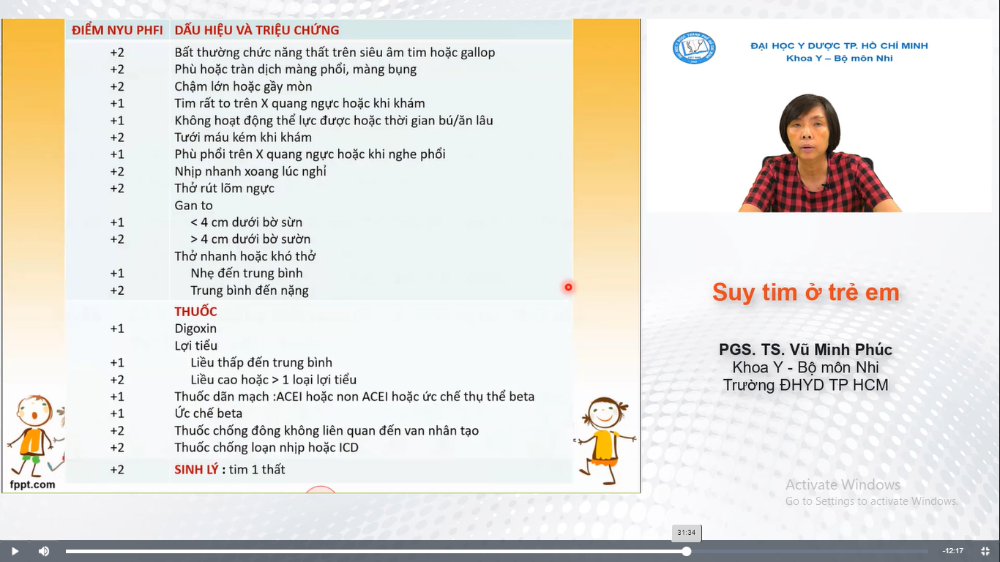 ĐIỂM NYU PHFI DẤU HIỆU VÀ TRIỆU CHỨNG
+2 Bất thường chức năng thất trên siêu âm tim hoặc gallop
+2 Phù hoặc tràn dịch màng phổi, màng bụng
+2 Chậm lớn hoặc gầy mòn
+1 Tim rất to trên X quang ngực hoặc khi khám
+1 Không hoạt động thể lực được hoặc thời gian bú/ăn lâu
+2 Tưới máu kém khi khám
+1 Phù phổi trên X quang ngực hoặc khi nghe phổi
+2 Nhịp nhanh xoang lúc nghỉ
+2 Thở rút lõm ngực
Gan to
+1 < 4 cm dưới bờ sừn
+2 > 4 cm dưới bờ sườn
Thở nhanh hoặc khó thở
+1 Nhẹ đến trung bình
+2 Trung bình đến nặng
THUỐC
+1 Digoxin
Lợi tiểu
+1 Liều thấp đến trung bình
+2 Liều cao hoặc > 1 loại lợi tiểu
+1 Thuốc dãn mạch :ACEI hoặc non ACEI hoặc ức chế thụ thể beta
+1 Ức chế beta
+2 Thuốc chống đông không liên quan đến van nhân tạo
+2 Thuốc chống loạn nhịp hoặc ICD
+2 SINH LÝ : tim 1 thất
fppt.com
ĐẠI HỌC Y DƯỢC TP. HỒ CHÍ MINH
Khoa Y – Bộ môn Nhi
Suy tim ở trẻ em
PGS. TS. Vũ Minh Phúc
Khoa Y - Bộ môn Nhi
Trường ĐHYD TP HCM
Activate Windows
Go to Settings to activate Windows.
31:34
-12:17